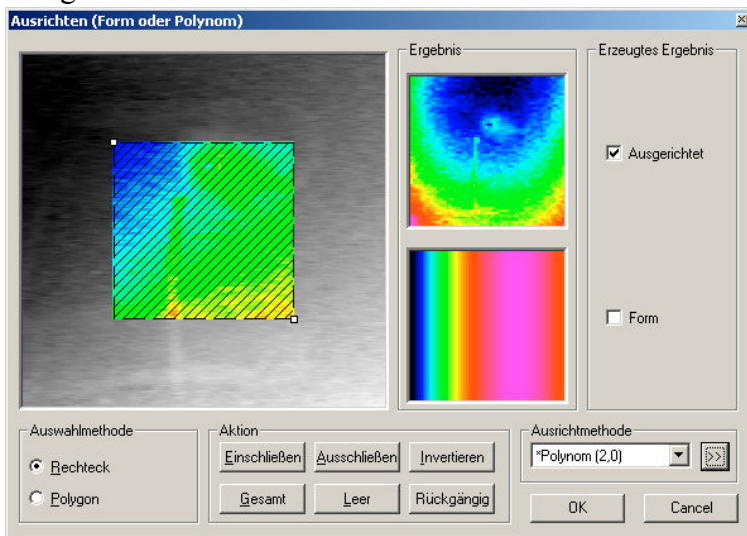 Ausrichten (Form oder Polynom)
Ergebnis
Erzeugtes Ergebnis
Ausgerichtet
Form
Auswahlmethode
Rechteck
Polygon
Aktion
Einschließen Ausschließen Invertieren
Gesamt Leer Rückgängig
Ausrichtmethode
*Polynom (2,0) >>
OK Cancel